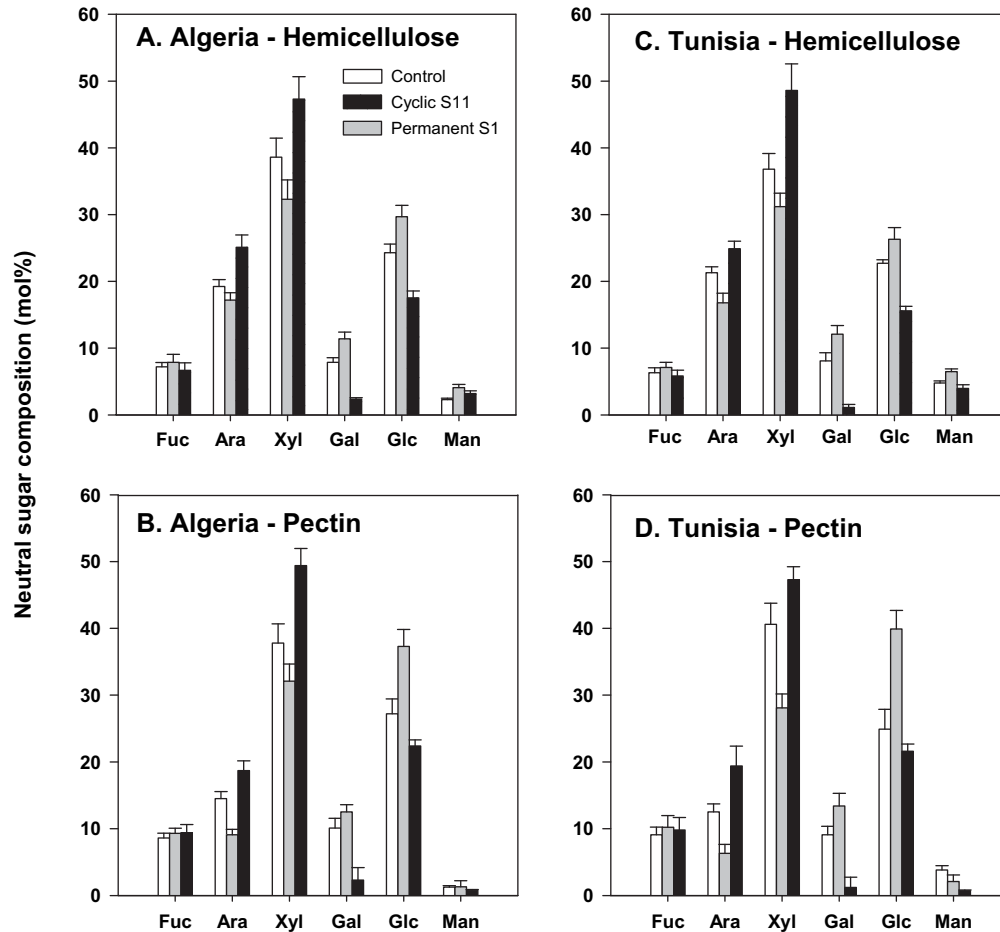 Neutral sugar composition (mol%)
A. Algeria - Hemicellulose
Control
Cyclic S11
Permanent S1
60
50
40
30
20
10
0
Fuc Ara Xyl Gal Glc Man
C. Tunisia - Hemicellulose
60
50
40
30
20
10
0
Fuc Ara Xyl Gal Glc Man
B. Algeria - Pectin
60
50
40
30
20
10
0
Fuc Ara Xyl Gal Glc Man
D. Tunisia - Pectin
60
50
40
30
20
10
0
Fuc Ara Xyl Gal Glc Man